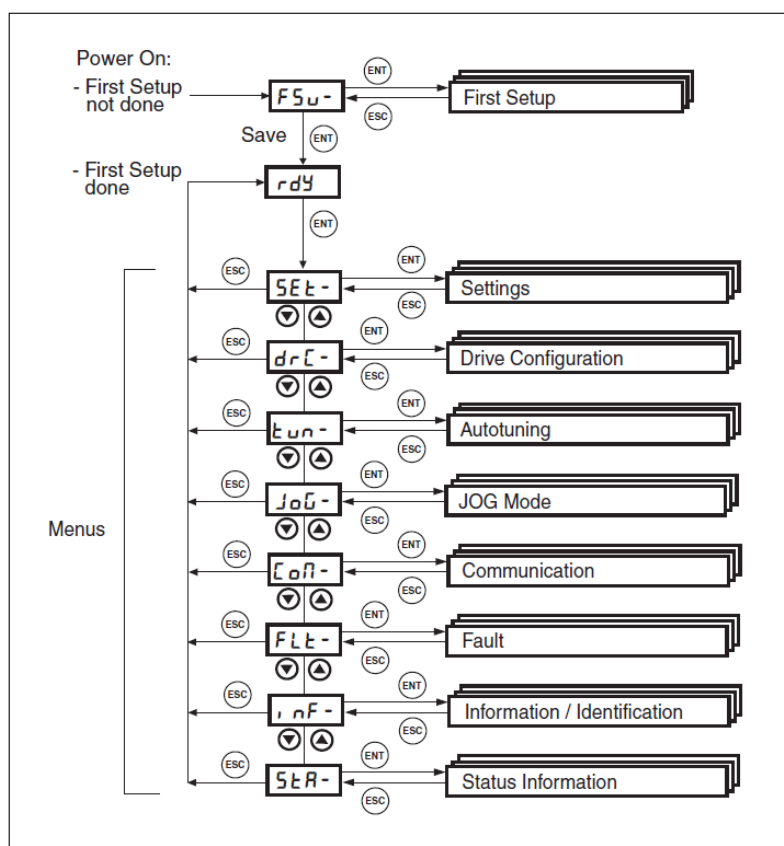 Power On:
- First Setup
not done
FSu-
ENT
ESC
First Setup
Save
ENT
- First Setup
done
rdY
ENT
Menus
ESC
SEt-
ENT
ESC
Settings
ESC
drC-
ENT
ESC
Drive Configuration
ESC
tun-
ENT
ESC
Autotuning
ESC
JoG-
ENT
ESC
JOG Mode
ESC
CoM-
ENT
ESC
Communication
ESC
FLt-
ENT
ESC
Fault
ESC
inF-
ENT
ESC
Information / Identification
ESC
StA-
ENT
ESC
Status Information